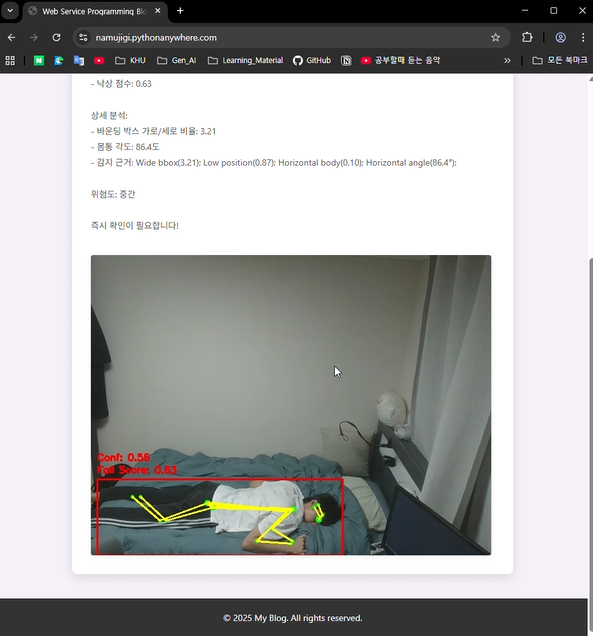 Web Service Programming Blo
namujigi.pythonanywhere.com
KHU
Gen_AI
Learning_Material
GitHub
공부할때 듣는 음악
모든 북마크
- 낙상 점수: 0.63
상세 분석:
- 바운딩 박스 가로/세로 비율: 3.21
- 몸통 각도: 86.4도
- 감지 근거: Wide bbox(3.21); Low position(0.87); Horizontal body(0.10); Horizontal angle(86.4°);
위험도: 중간
즉시 확인이 필요합니다!
Conf: 0.56
Fall Score: 0.63
© 2025 My Blog. All rights reserved.